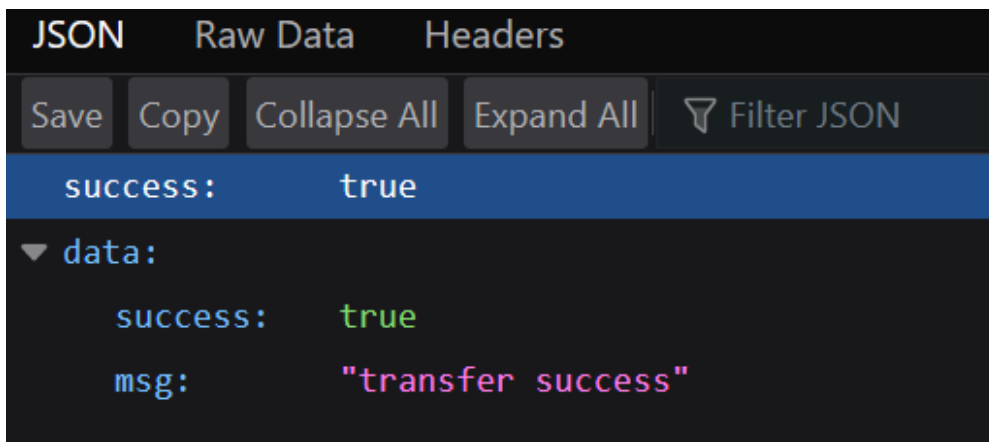 JSON Raw Data Headers
Save Copy Collapse All Expand All Filter JSON
success: true
data:
success: true
msg: "transfer success"